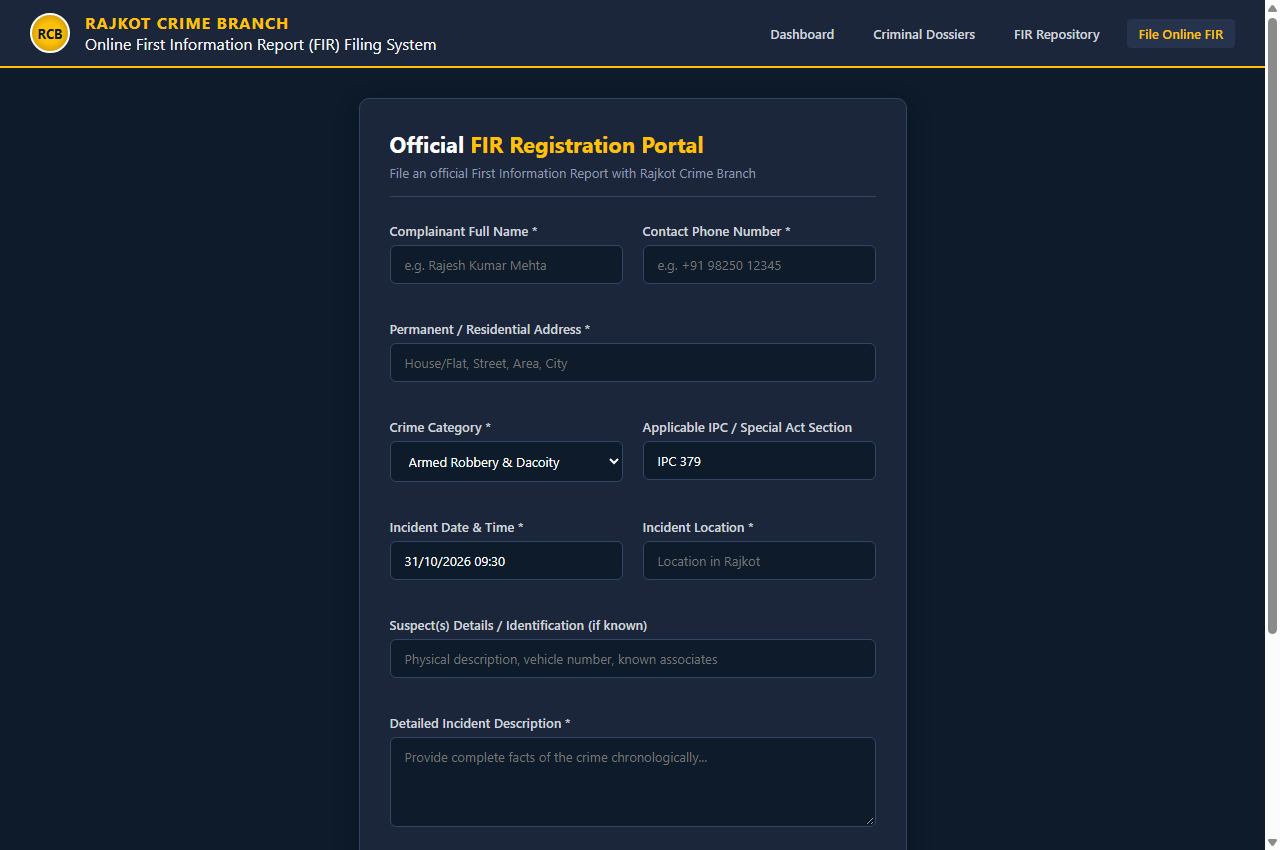 RCB
RAJKOT CRIME BRANCH
Online First Information Report (FIR) Filing System
Dashboard
Criminal Dossiers
FIR Repository
File Online FIR
Official FIR Registration Portal
File an official First Information Report with Rajkot Crime Branch
Complainant Full Name *
Contact Phone Number *
e.g. Rajesh Kumar Mehta
e.g. +91 98250 12345
Permanent / Residential Address *
House/Flat, Street, Area, City
Crime Category *
Applicable IPC / Special Act Section
Armed Robbery & Dacoity
IPC 379
Incident Date & Time *
Incident Location *
31/10/2026 09:30
Location in Rajkot
Suspect(s) Details / Identification (if known)
Physical description, vehicle number, known associates
Detailed Incident Description *
Provide complete facts of the crime chronologically...